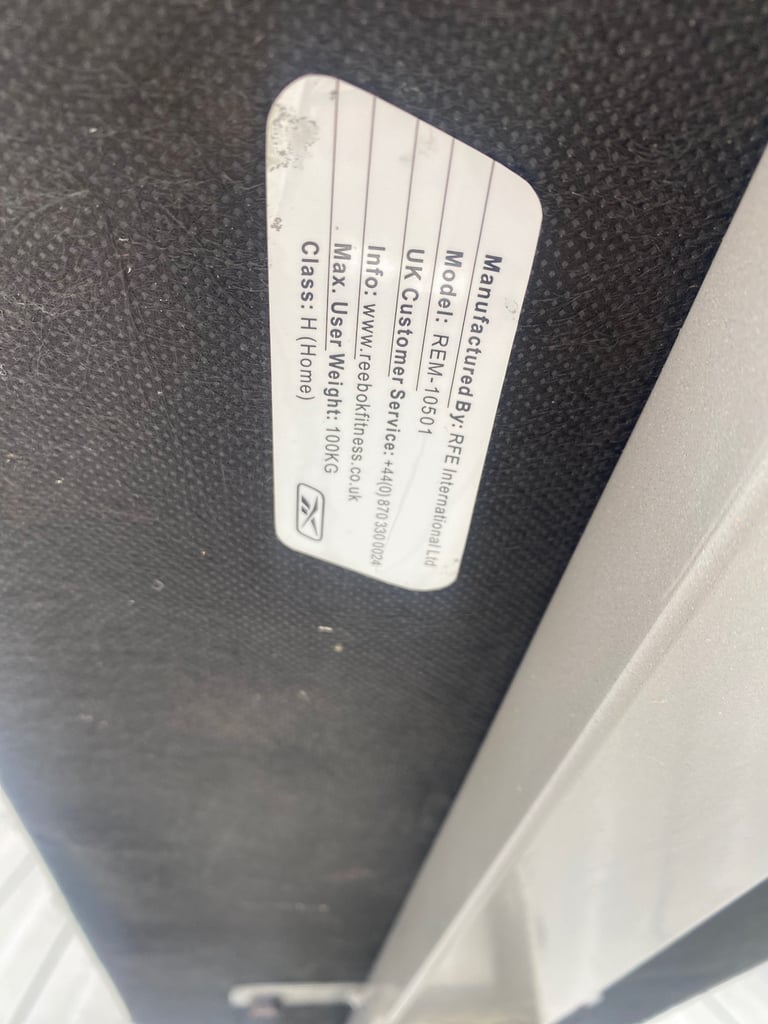 Manufactured By: RFE International Ltd
Model: REM-10501
UK Customer Service: +44(0) 870 330 0024
Info: www.reebokfitness.co.uk
Max. User Weight: 100KG
Class: H (Home)